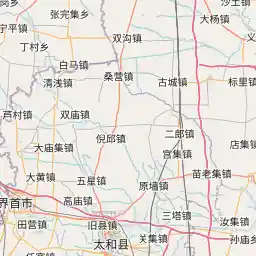 岗乡
张完集乡
沙土镇
宁平镇
双沟镇
大杨镇
丁村乡
白马镇
桑营镇
清浅镇
古城镇
标里镇
芦村镇
双庙镇
倪邱镇
二郎镇
大庙集镇
宫集镇
店集镇
大黄镇
五星镇
原墙镇
苗老集镇
界首市
高庙镇
田营镇
旧县镇
三塔镇
汝集镇
太和县
关集镇
孙庙乡